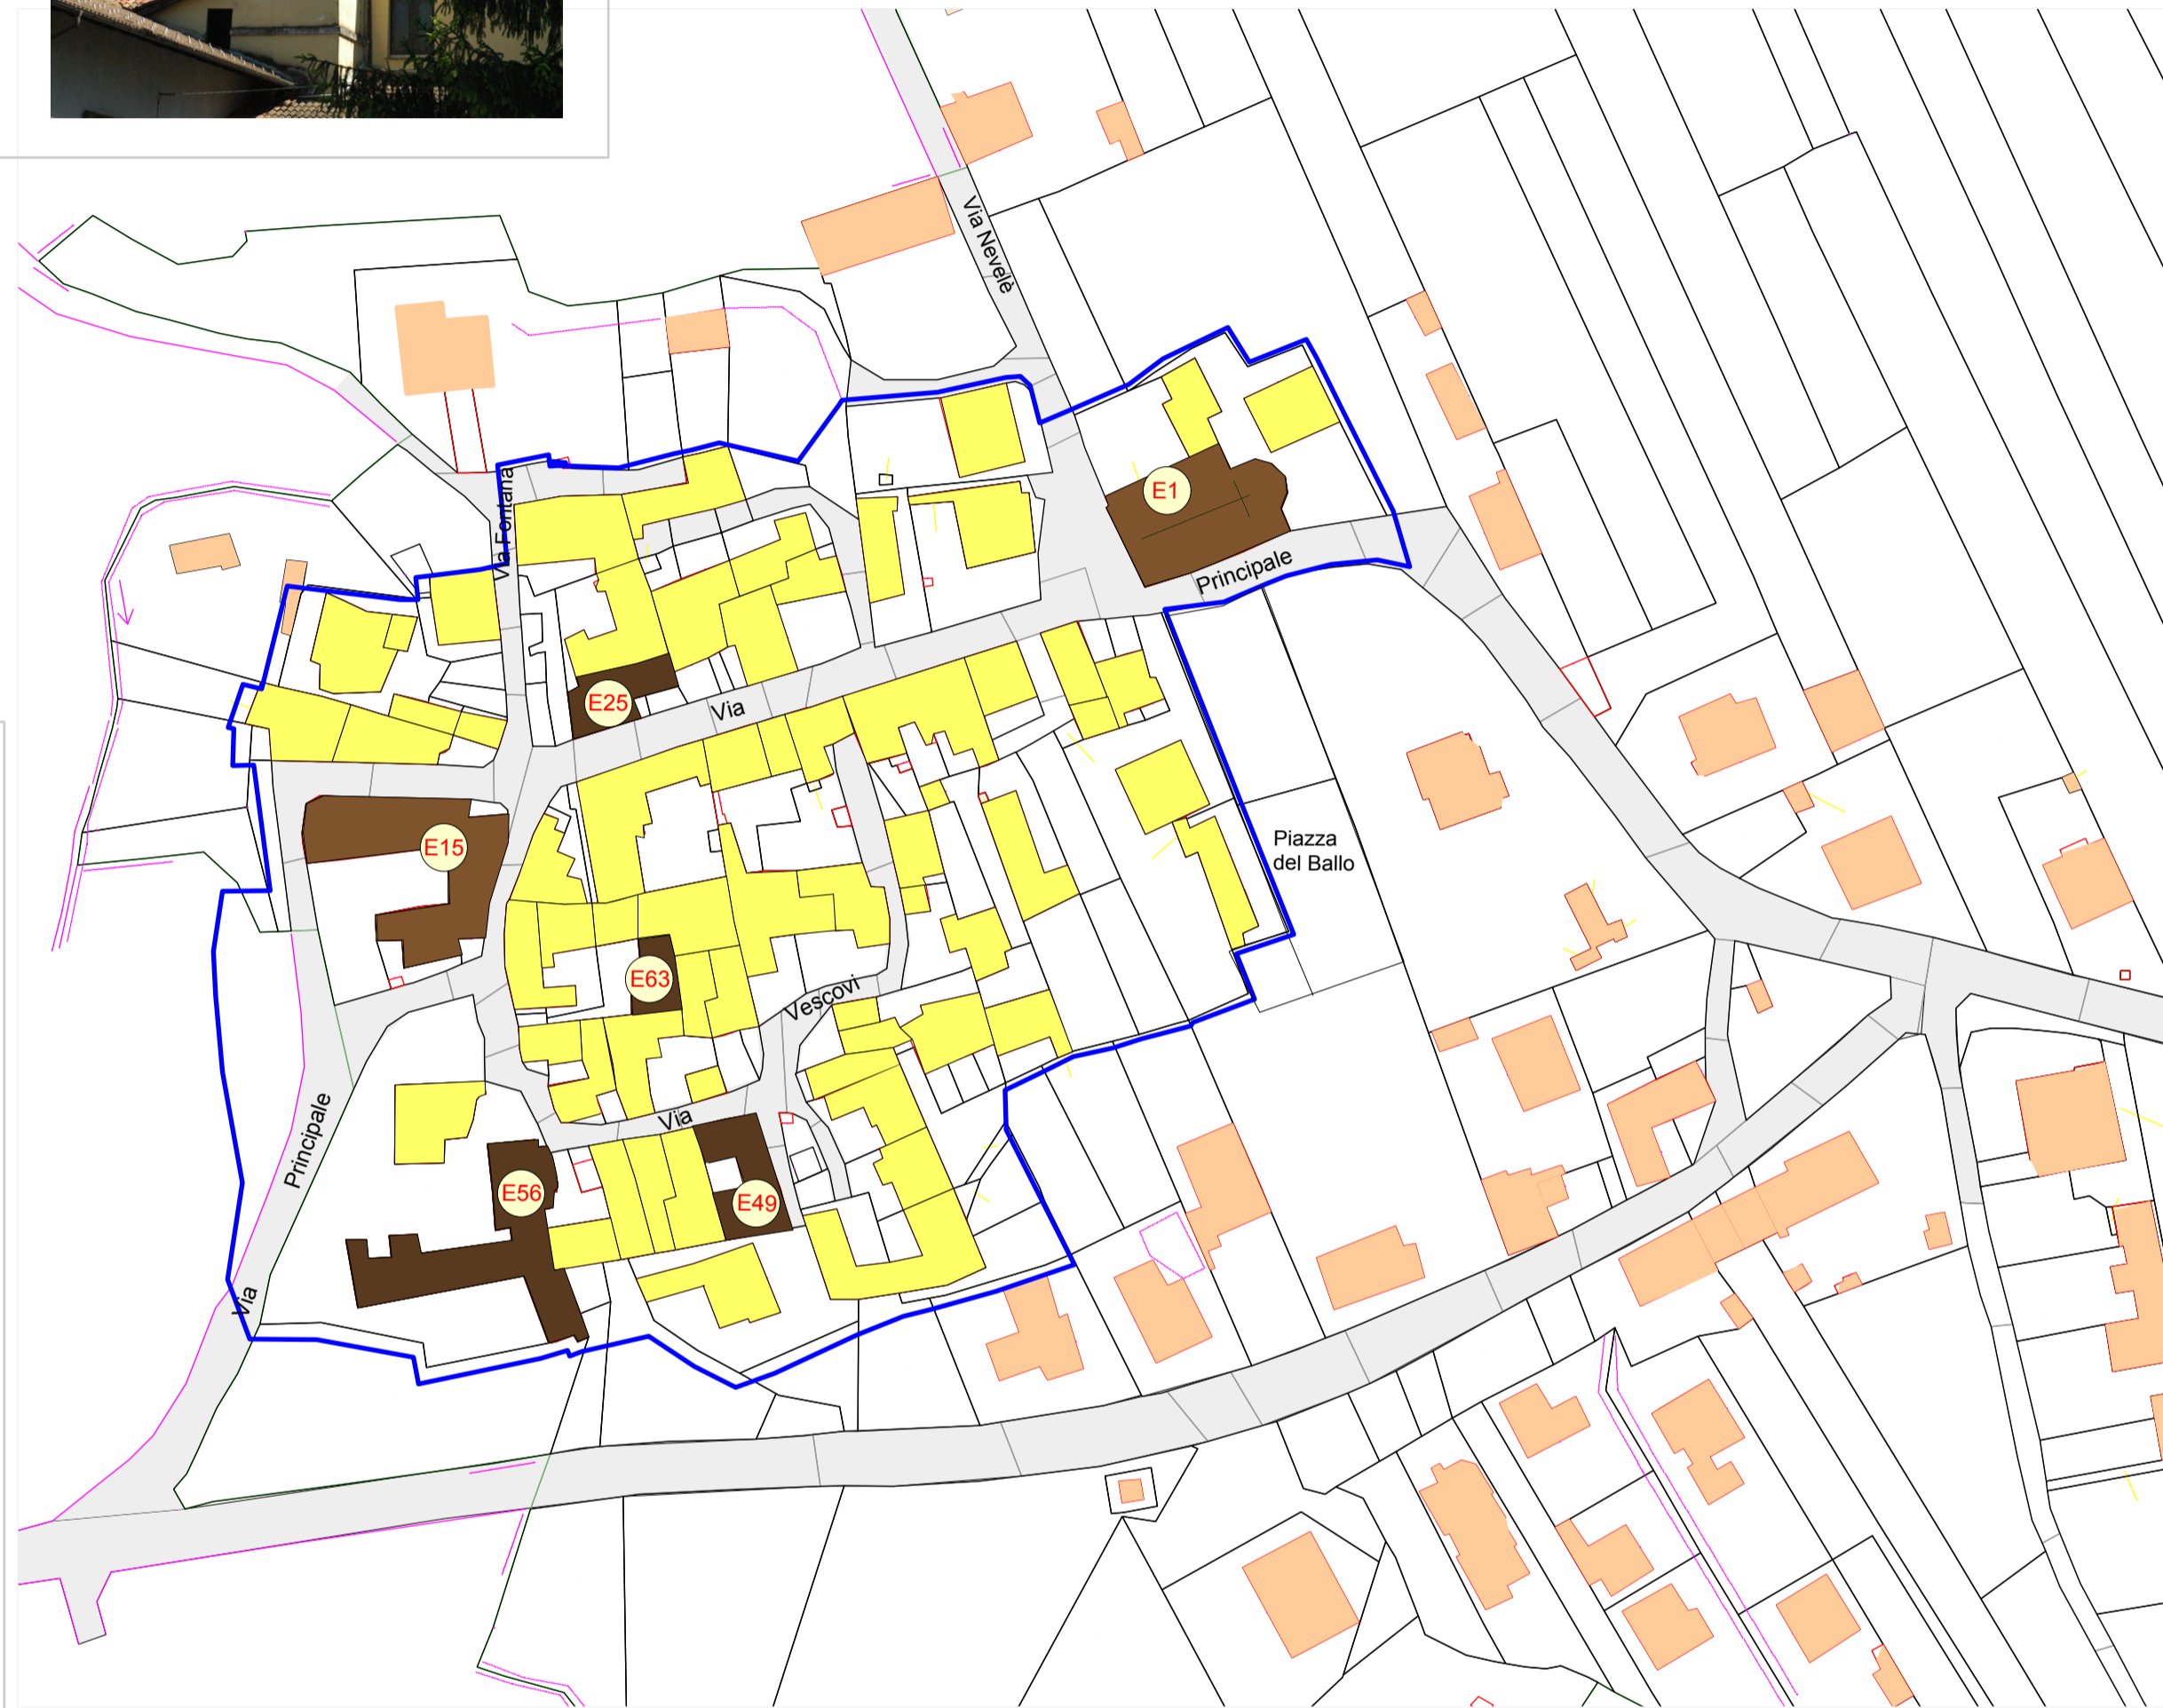 Via Nevelè
Via Fontana
E1
Principale
E25
Via
E15
Piazza
del Ballo
E63
Vescovi
Via
Principale
E56
E49
Via